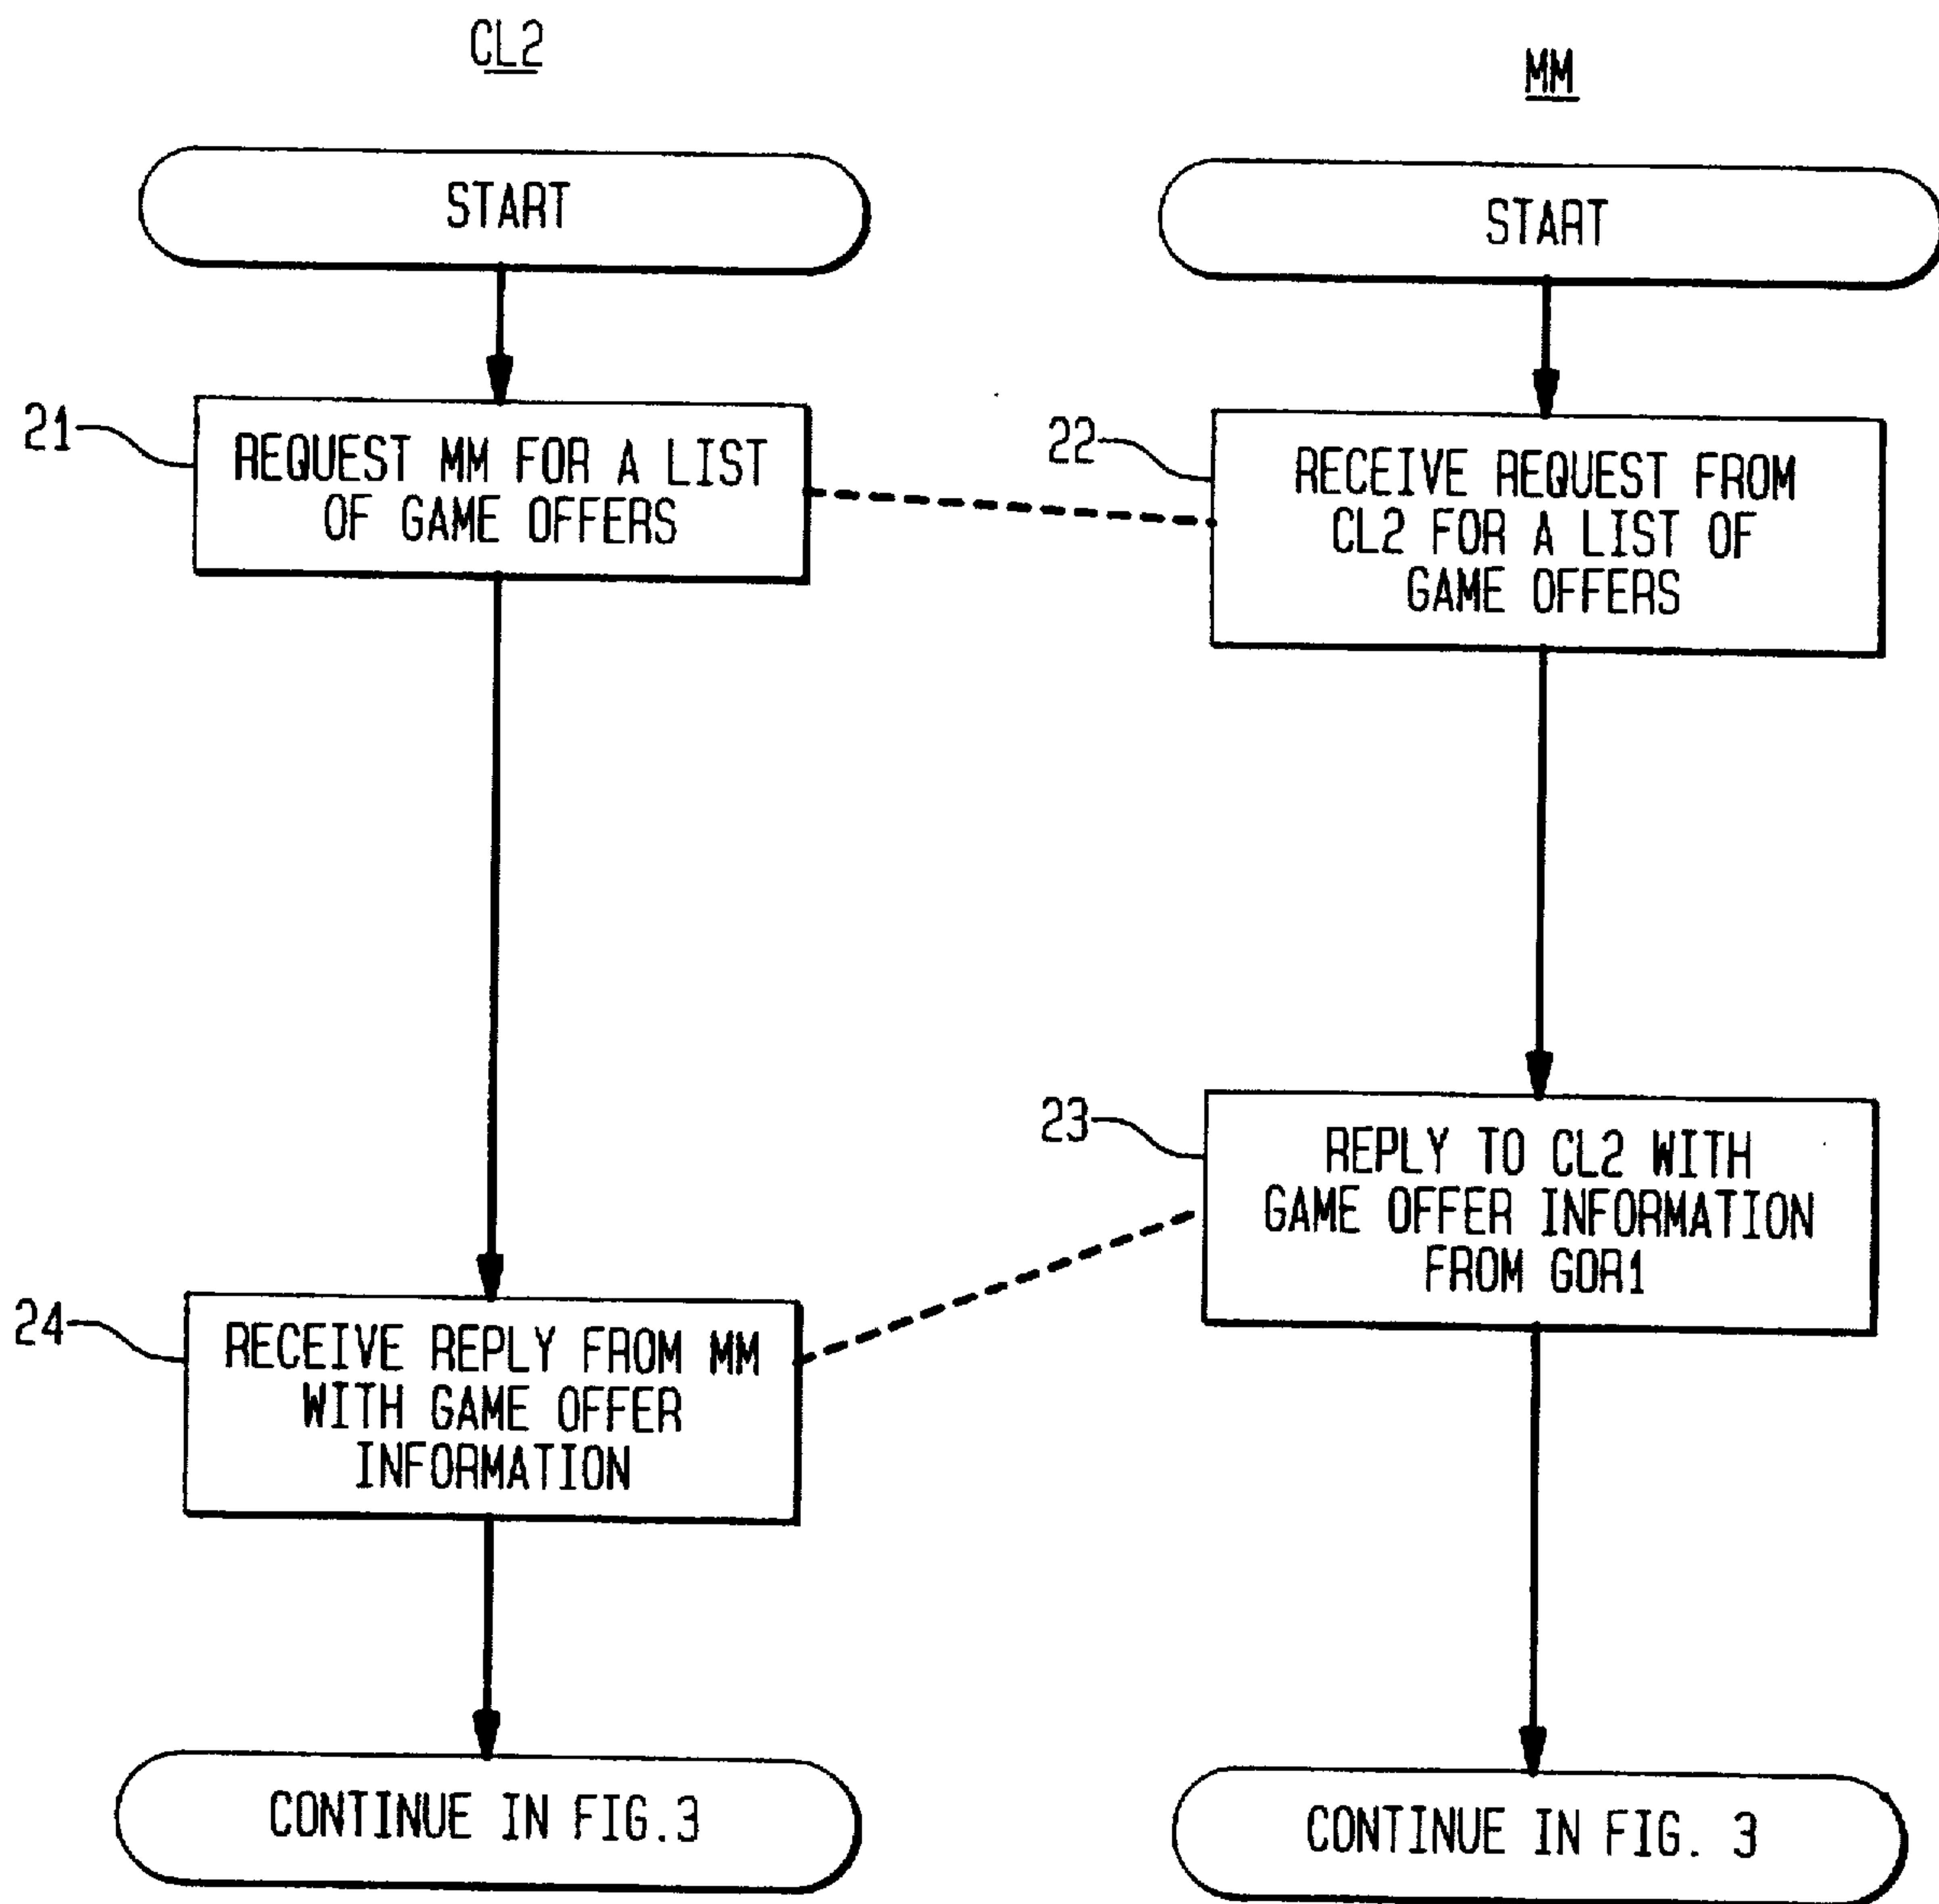 CL2
START
21
REQUEST MM FOR A LIST
OF GAME OFFERS
24
RECEIVE REPLY FROM MM
WITH GAME OFFER
INFORMATION
CONTINUE IN FIG.3
MM
START
22
RECEIVE REQUEST FROM
CL2 FOR A LIST OF
GAME OFFERS
23
REPLY TO CL2 WITH
GAME OFFER INFORMATION
FROM GOR1
CONTINUE IN FIG. 3